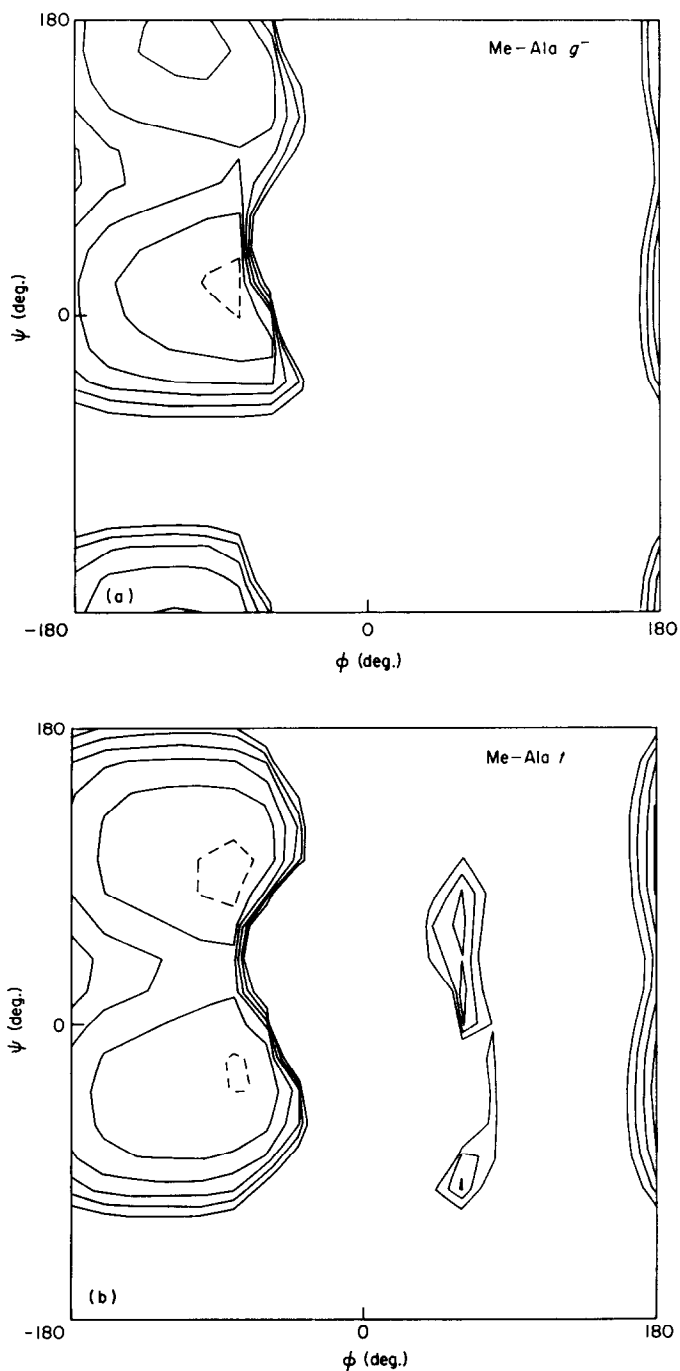 180
Me-Ala g⁻
ψ (deg.)
0
(a)
-180
0
180
ϕ (deg.)
180
Me-Ala t
ψ (deg.)
0
(b)
-180
0
180
ϕ (deg.)